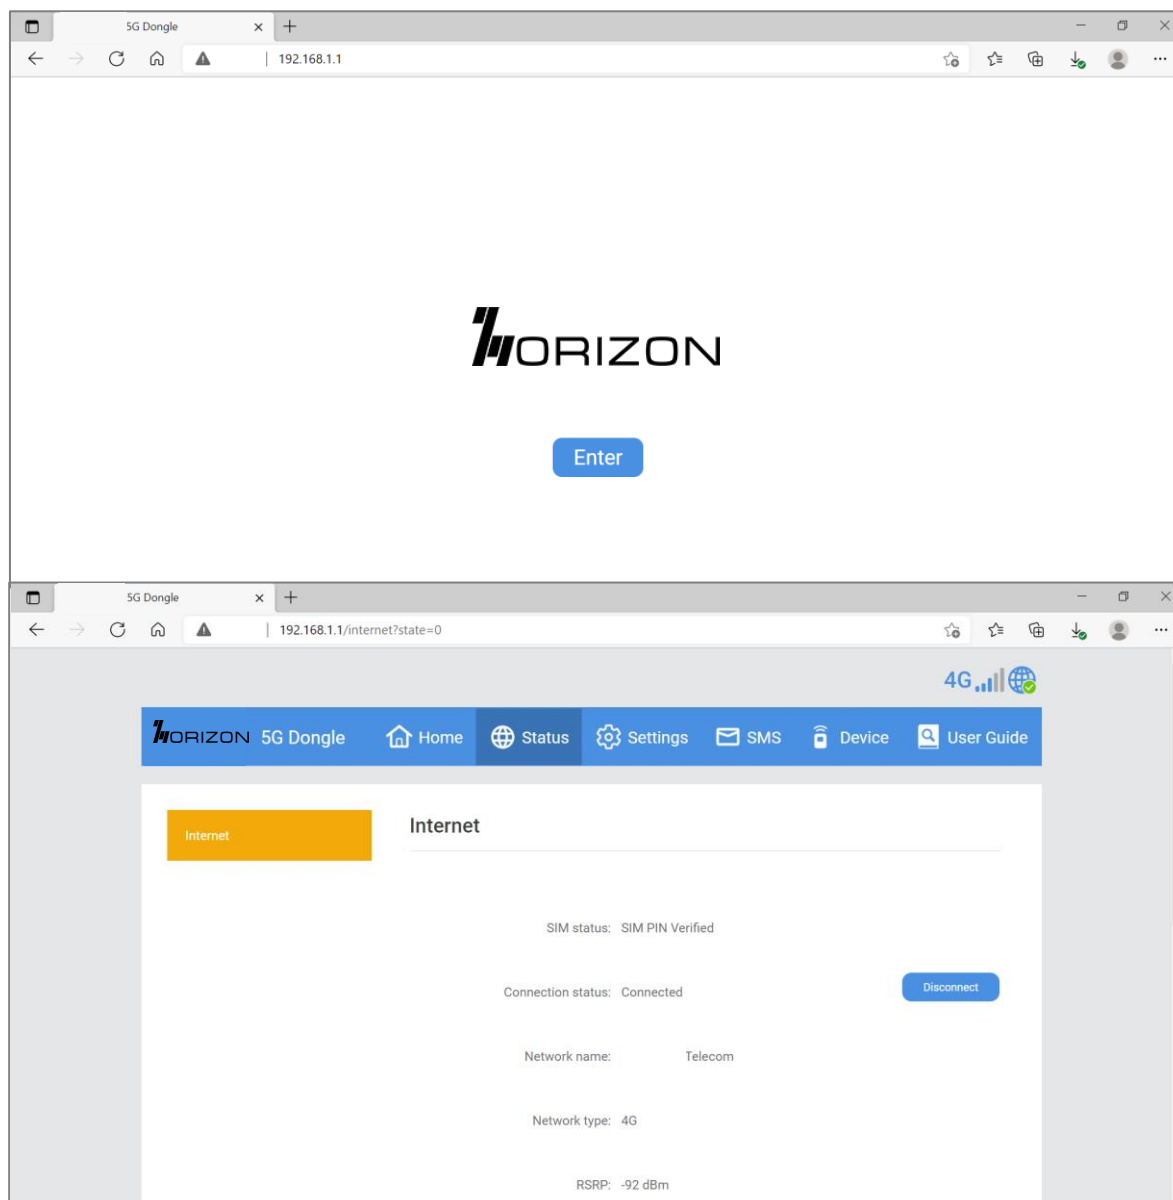 5G Dongle
192.168.1.1
HORIZON
Enter
5G Dongle
192.168.1.1/internet?state=0
4G
HORIZON 5G Dongle Home Status Settings SMS Device User Guide
Internet
Internet
SIM status: SIM PIN Verified
Connection status: Connected
Disconnect
Network name: Telecom
Network type: 4G
RSRP: -92 dBm